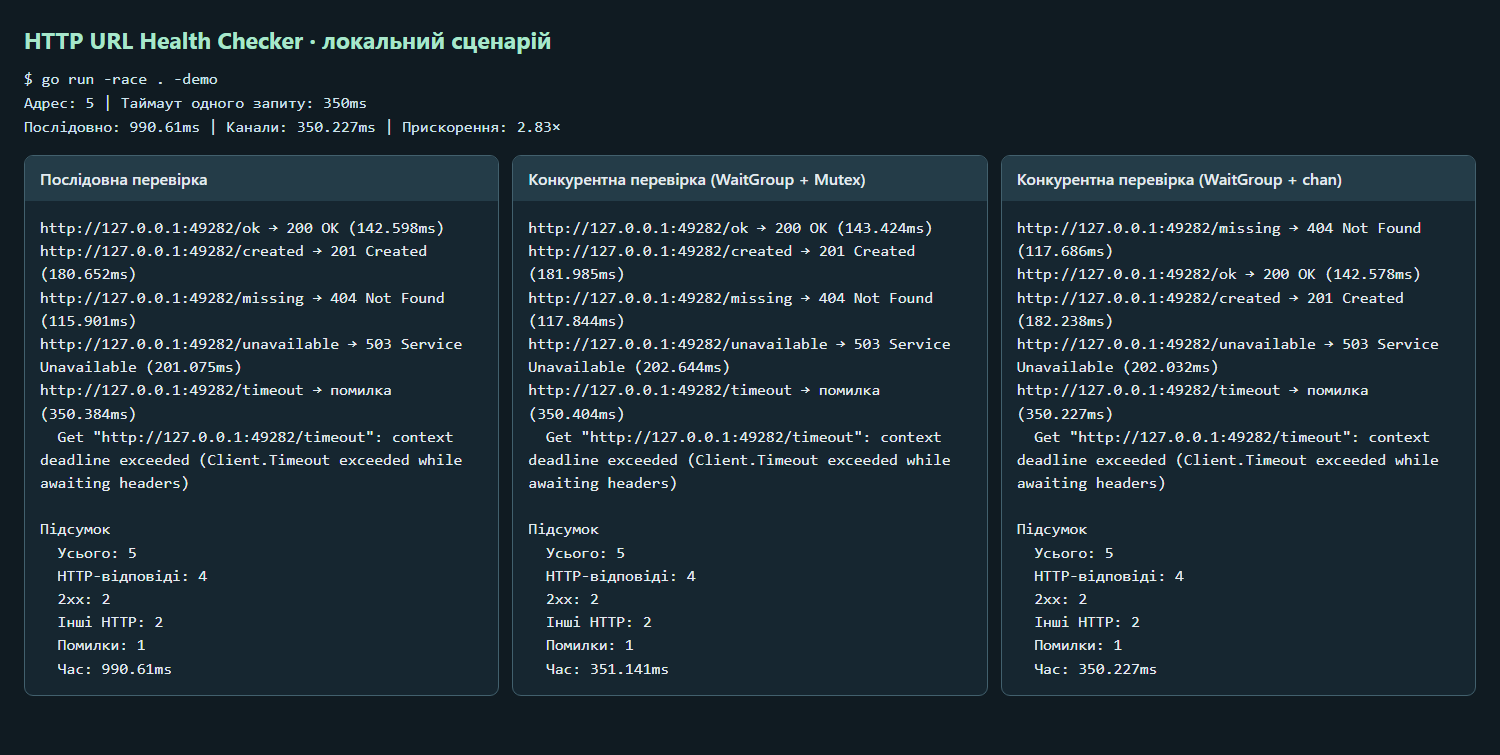 HTTP URL Health Checker · локальний сценарій
$ go run -race . -demo
Адрес: 5 | Таймаут одного запиту: 350ms
Послідовно: 990.61ms | Канали: 350.227ms | Прискорення: 2.83×
Послідовна перевірка
http://127.0.0.1:49282/ok → 200 OK (142.598ms)
http://127.0.0.1:49282/created → 201 Created
(180.652ms)
http://127.0.0.1:49282/missing → 404 Not Found
(115.901ms)
http://127.0.0.1:49282/unavailable → 503 Service
Unavailable (201.075ms)
http://127.0.0.1:49282/timeout → помилка
(350.384ms)
  Get "http://127.0.0.1:49282/timeout": context
deadline exceeded (Client.Timeout exceeded while
awaiting headers)
Підсумок
  Усього: 5
  HTTP-відповіді: 4
  2xx: 2
  Інші HTTP: 2
  Помилки: 1
  Час: 990.61ms
Конкурентна перевірка (WaitGroup + Mutex)
http://127.0.0.1:49282/ok → 200 OK (143.424ms)
http://127.0.0.1:49282/created → 201 Created
(181.985ms)
http://127.0.0.1:49282/missing → 404 Not Found
(117.844ms)
http://127.0.0.1:49282/unavailable → 503 Service
Unavailable (202.644ms)
http://127.0.0.1:49282/timeout → помилка
(350.404ms)
  Get "http://127.0.0.1:49282/timeout": context
deadline exceeded (Client.Timeout exceeded while
awaiting headers)
Підсумок
  Усього: 5
  HTTP-відповіді: 4
  2xx: 2
  Інші HTTP: 2
  Помилки: 1
  Час: 351.141ms
Конкурентна перевірка (WaitGroup + chan)
http://127.0.0.1:49282/missing → 404 Not Found
(117.686ms)
http://127.0.0.1:49282/ok → 200 OK (142.578ms)
http://127.0.0.1:49282/created → 201 Created
(182.238ms)
http://127.0.0.1:49282/unavailable → 503 Service
Unavailable (202.032ms)
http://127.0.0.1:49282/timeout → помилка
(350.227ms)
  Get "http://127.0.0.1:49282/timeout": context
deadline exceeded (Client.Timeout exceeded while
awaiting headers)
Підсумок
  Усього: 5
  HTTP-відповіді: 4
  2xx: 2
  Інші HTTP: 2
  Помилки: 1
  Час: 350.227ms